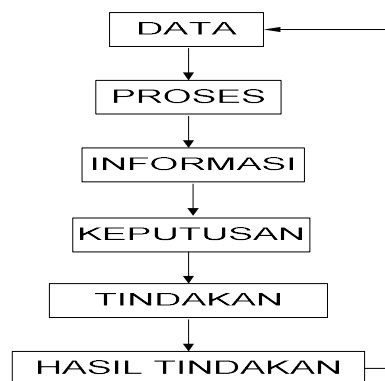 DATA
PROSES
INFORMASI
KEPUTUSAN
TINDAKAN
HASIL TINDAKAN